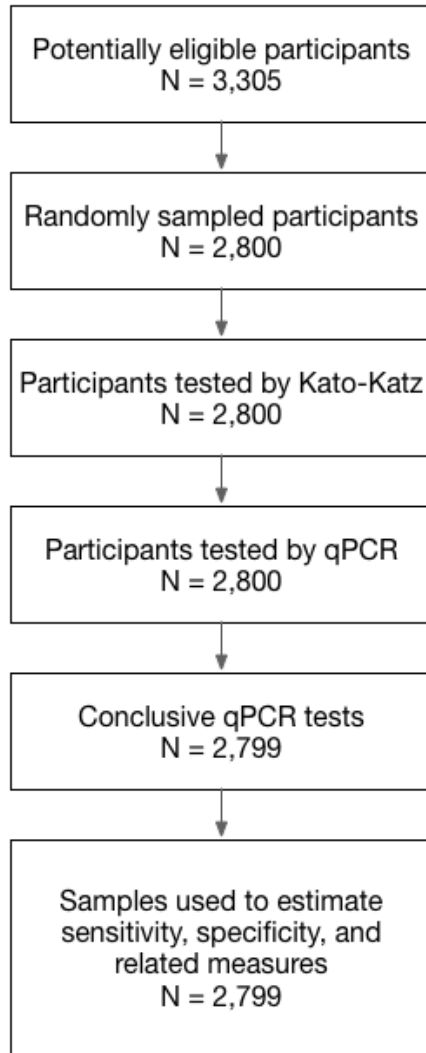 Potentially eligible participants
N = 3,305
Randomly sampled participants
N = 2,800
Participants tested by Kato-Katz
N = 2,800
Participants tested by qPCR
N = 2,800
Conclusive qPCR tests
N = 2,799
Samples used to estimate
sensitivity, specificity, and
related measures
N = 2,799